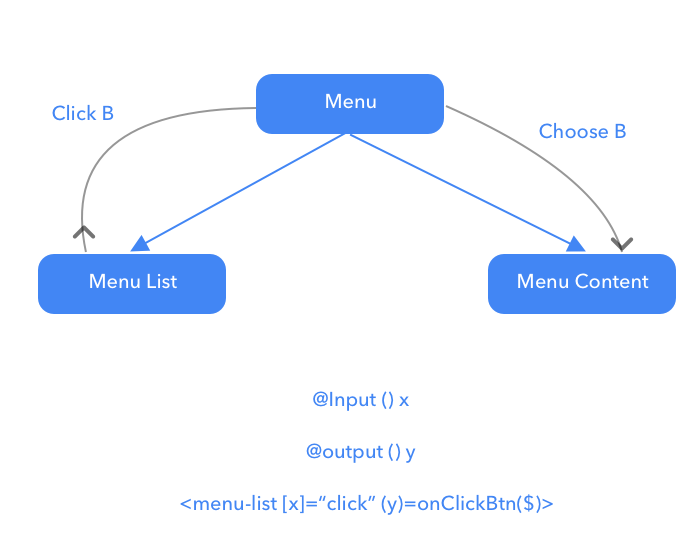 Menu
Click B
Choose B
Menu List
Menu Content
@Input () x
@output () y
<menu-list [x]=“click” (y)=onClickBtn($)>